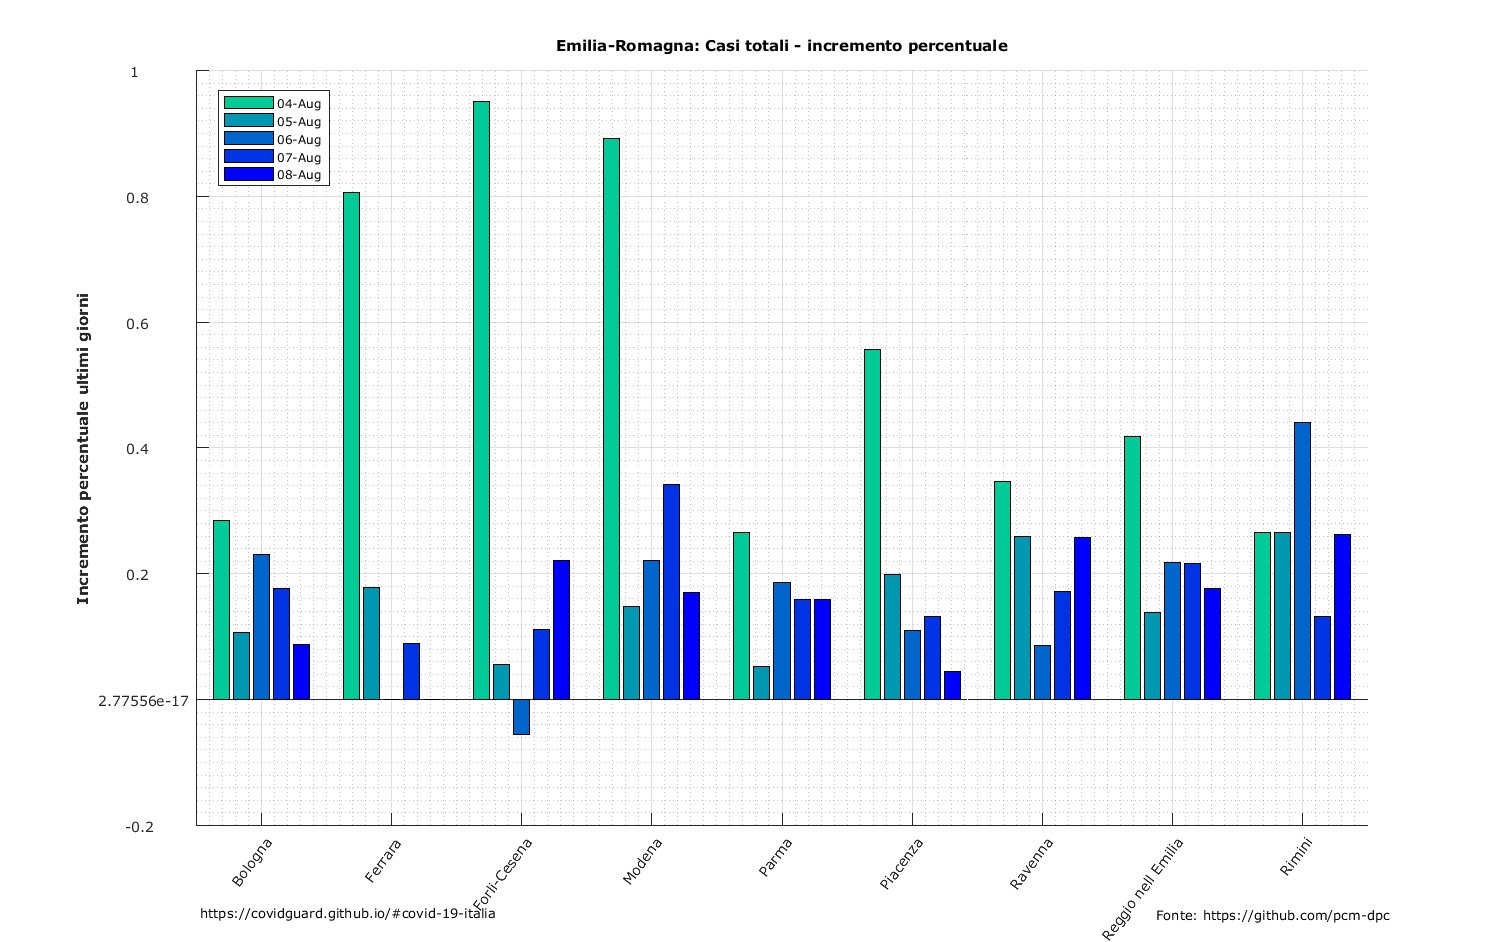 Emilia-Romagna: Casi totali - incremento percentuale
1
0.8
0.6
0.4
0.2
2.77556e-17
-0.2
Incremento percentuale ultimi giorni
04-Aug
05-Aug
06-Aug
07-Aug
08-Aug
Bologna
Ferrara
Forlì-Cesena
Modena
Parma
Piacenza
Ravenna
Reggio nell Emilia
Rimini
https://covidguard.github.io/#covid-19-italia
Fonte: https://github.com/pcm-dpc